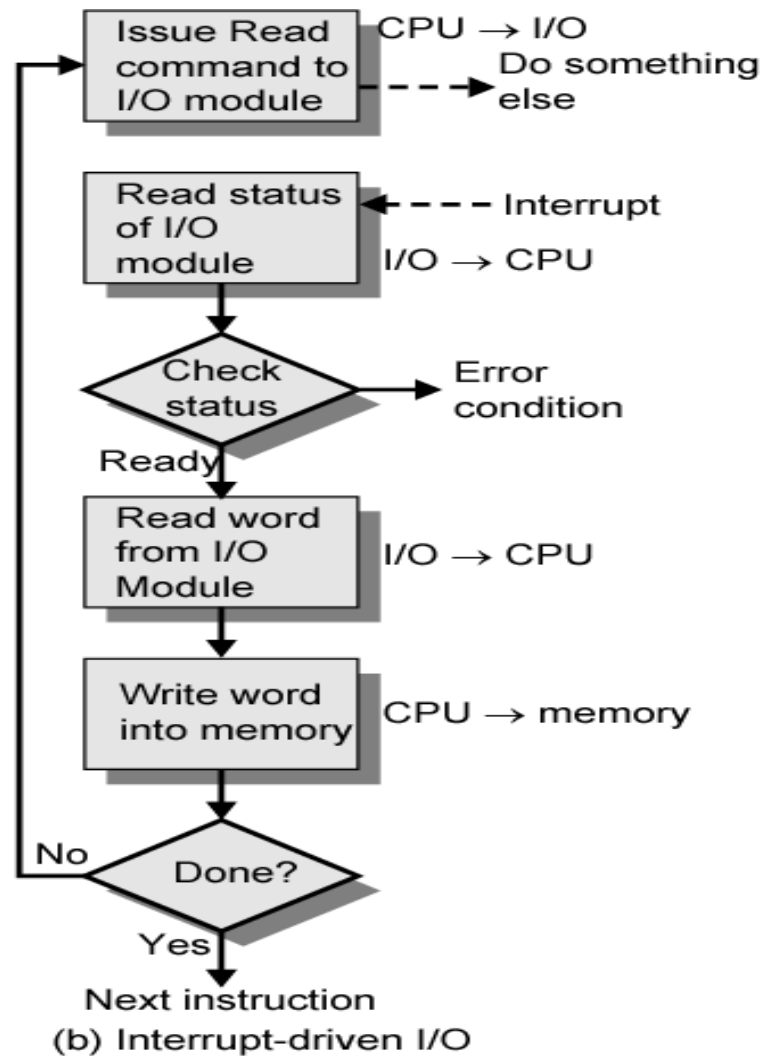 Issue Read
command to
I/O module
CPU → I/O
Do something
else
Read status
of I/O
module
Interrupt
I/O → CPU
Check
status
Error
condition
Ready
Read word
from I/O
Module
I/O → CPU
Write word
into memory
CPU → memory
No
Done?
Yes
Next instruction
(b) Interrupt-driven I/O